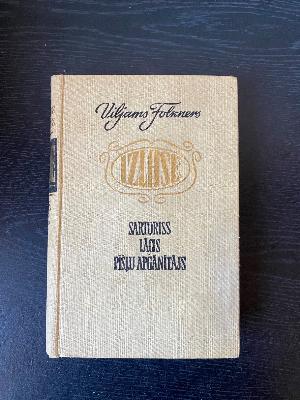 Viljams Folkners
IZLASE
SARTORISS
LĀCIS
PĪŠĻU APGĀNĪTĀJS